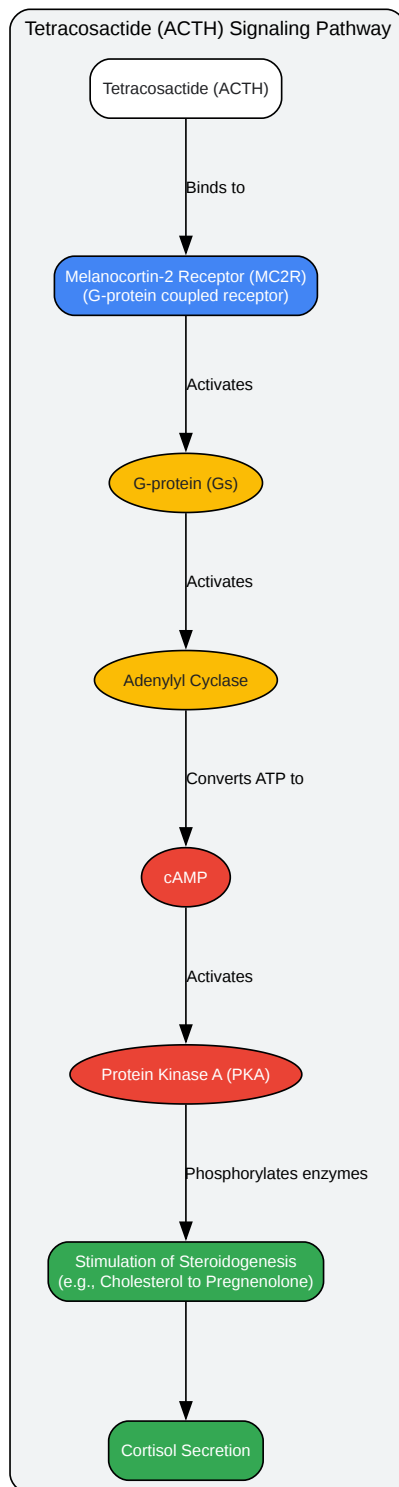 Tetracosactide (ACTH) Signaling Pathway
Tetracosactide (ACTH)
Binds to
Melanocortin-2 Receptor (MC2R)
(G-protein coupled receptor)
Activates
G-protein (Gs)
Activates
Adenylyl Cyclase
Converts ATP to
cAMP
Activates
Protein Kinase A (PKA)
Phosphorylates enzymes
Stimulation of Steroidogenesis
(e.g., Cholesterol to Pregnenolone)
Cortisol Secretion